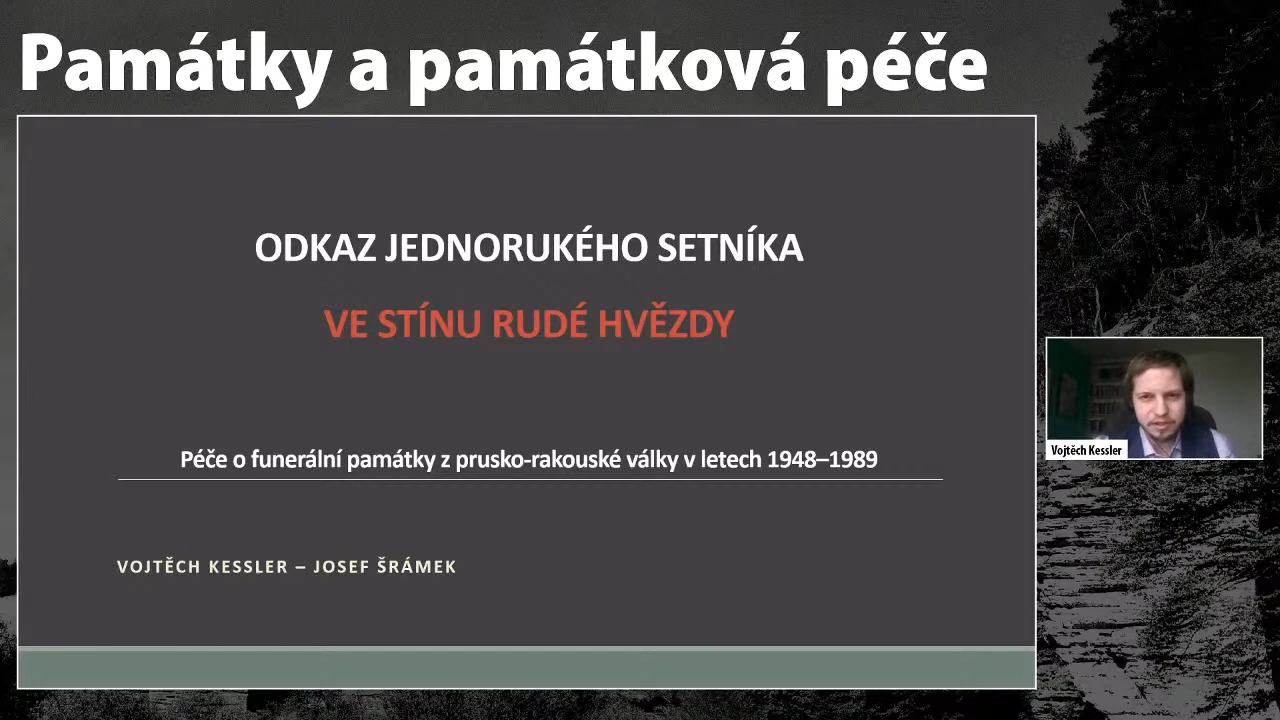 Památky a památková péče
ODKAZ JEDNORUKÉHO SETNÍKA
VE STÍNU RUDÉ HVĚZDY
Péče o funerální památky z prusko-rakouské války v letech 1948–1989
VOJTĚCH KESSLER – JOSEF ŠRÁMEK
Vojtěch Kessler